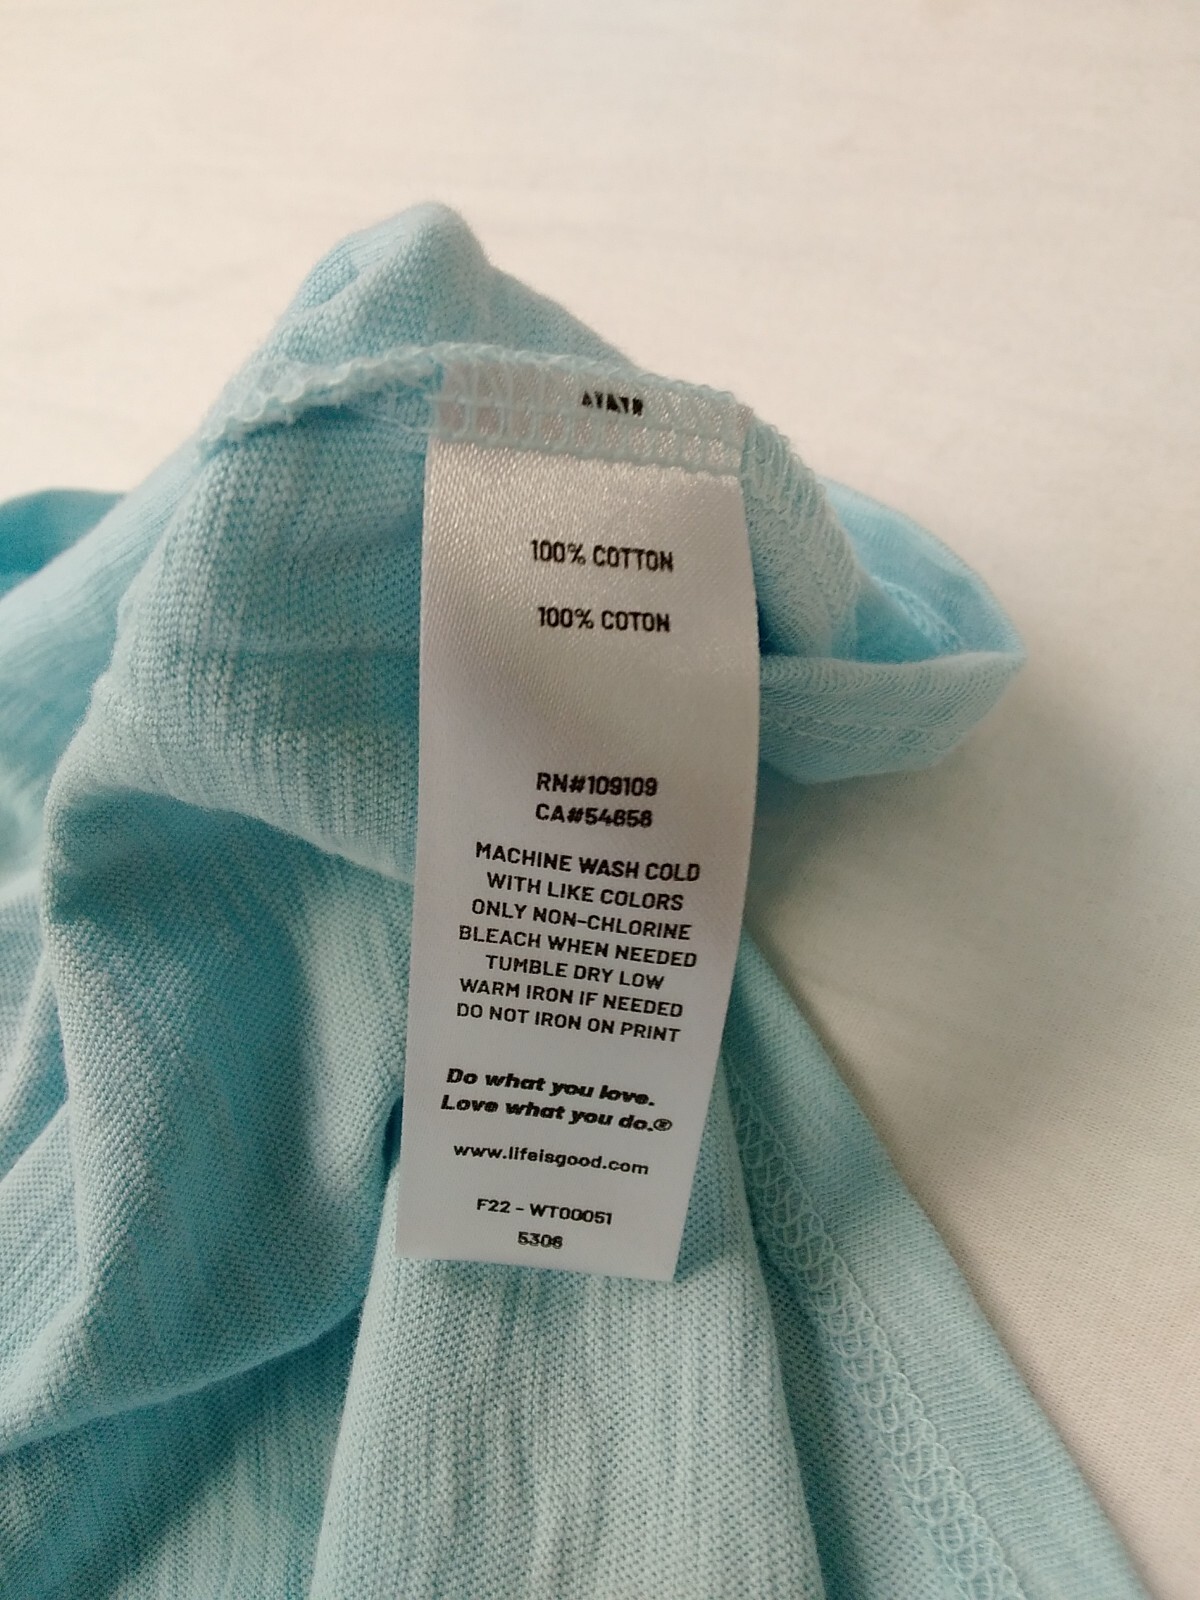 100% COTTON
100% COTON
RN#109109
CA#54858
MACHINE WASH COLD
WITH LIKE COLORS
ONLY NON-CHLORINE
BLEACH WHEN NEEDED
TUMBLE DRY LOW
WARM IRON IF NEEDED
DO NOT IRON ON PRINT
Do what you love.
Love what you do.®
www.lifeisgood.com
F22 - WT00051
5306